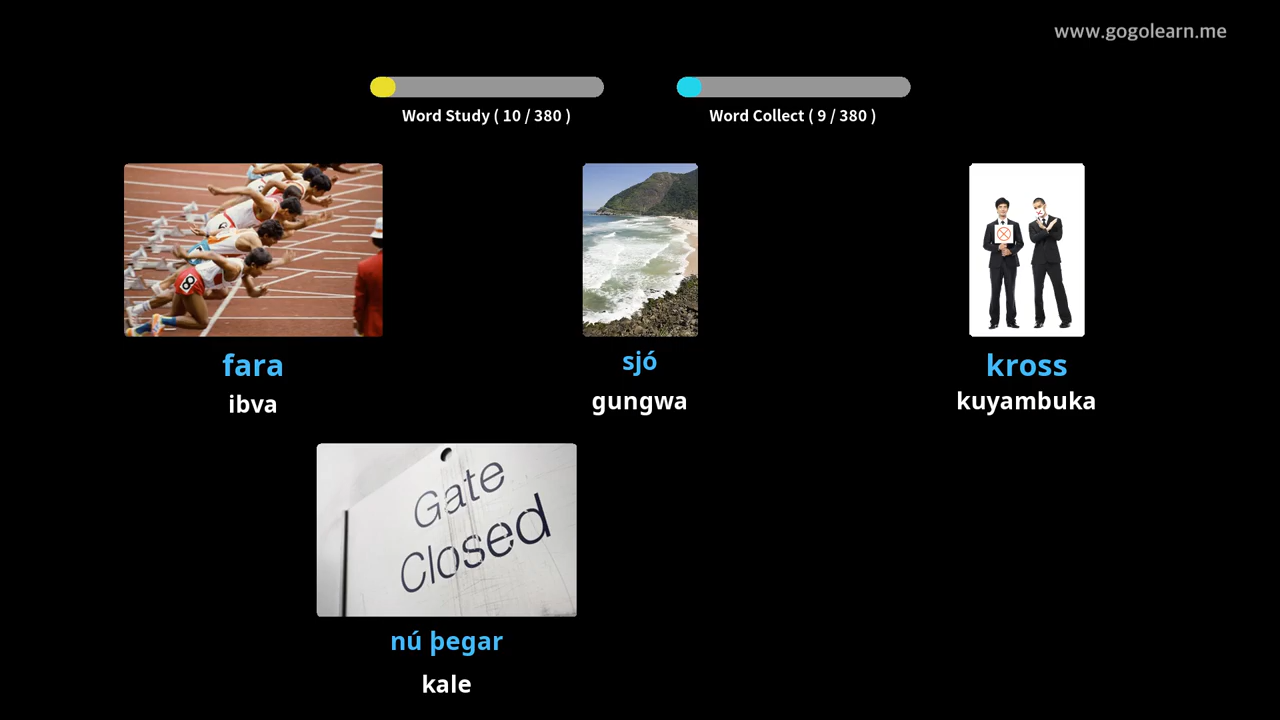 www.gogolearn.me
Word Study ( 10 / 380 )
Word Collect ( 9 / 380 )
fara
ibva
sjó
gungwa
kross
kuyambuka
Gate
Closed
nú þegar
kale